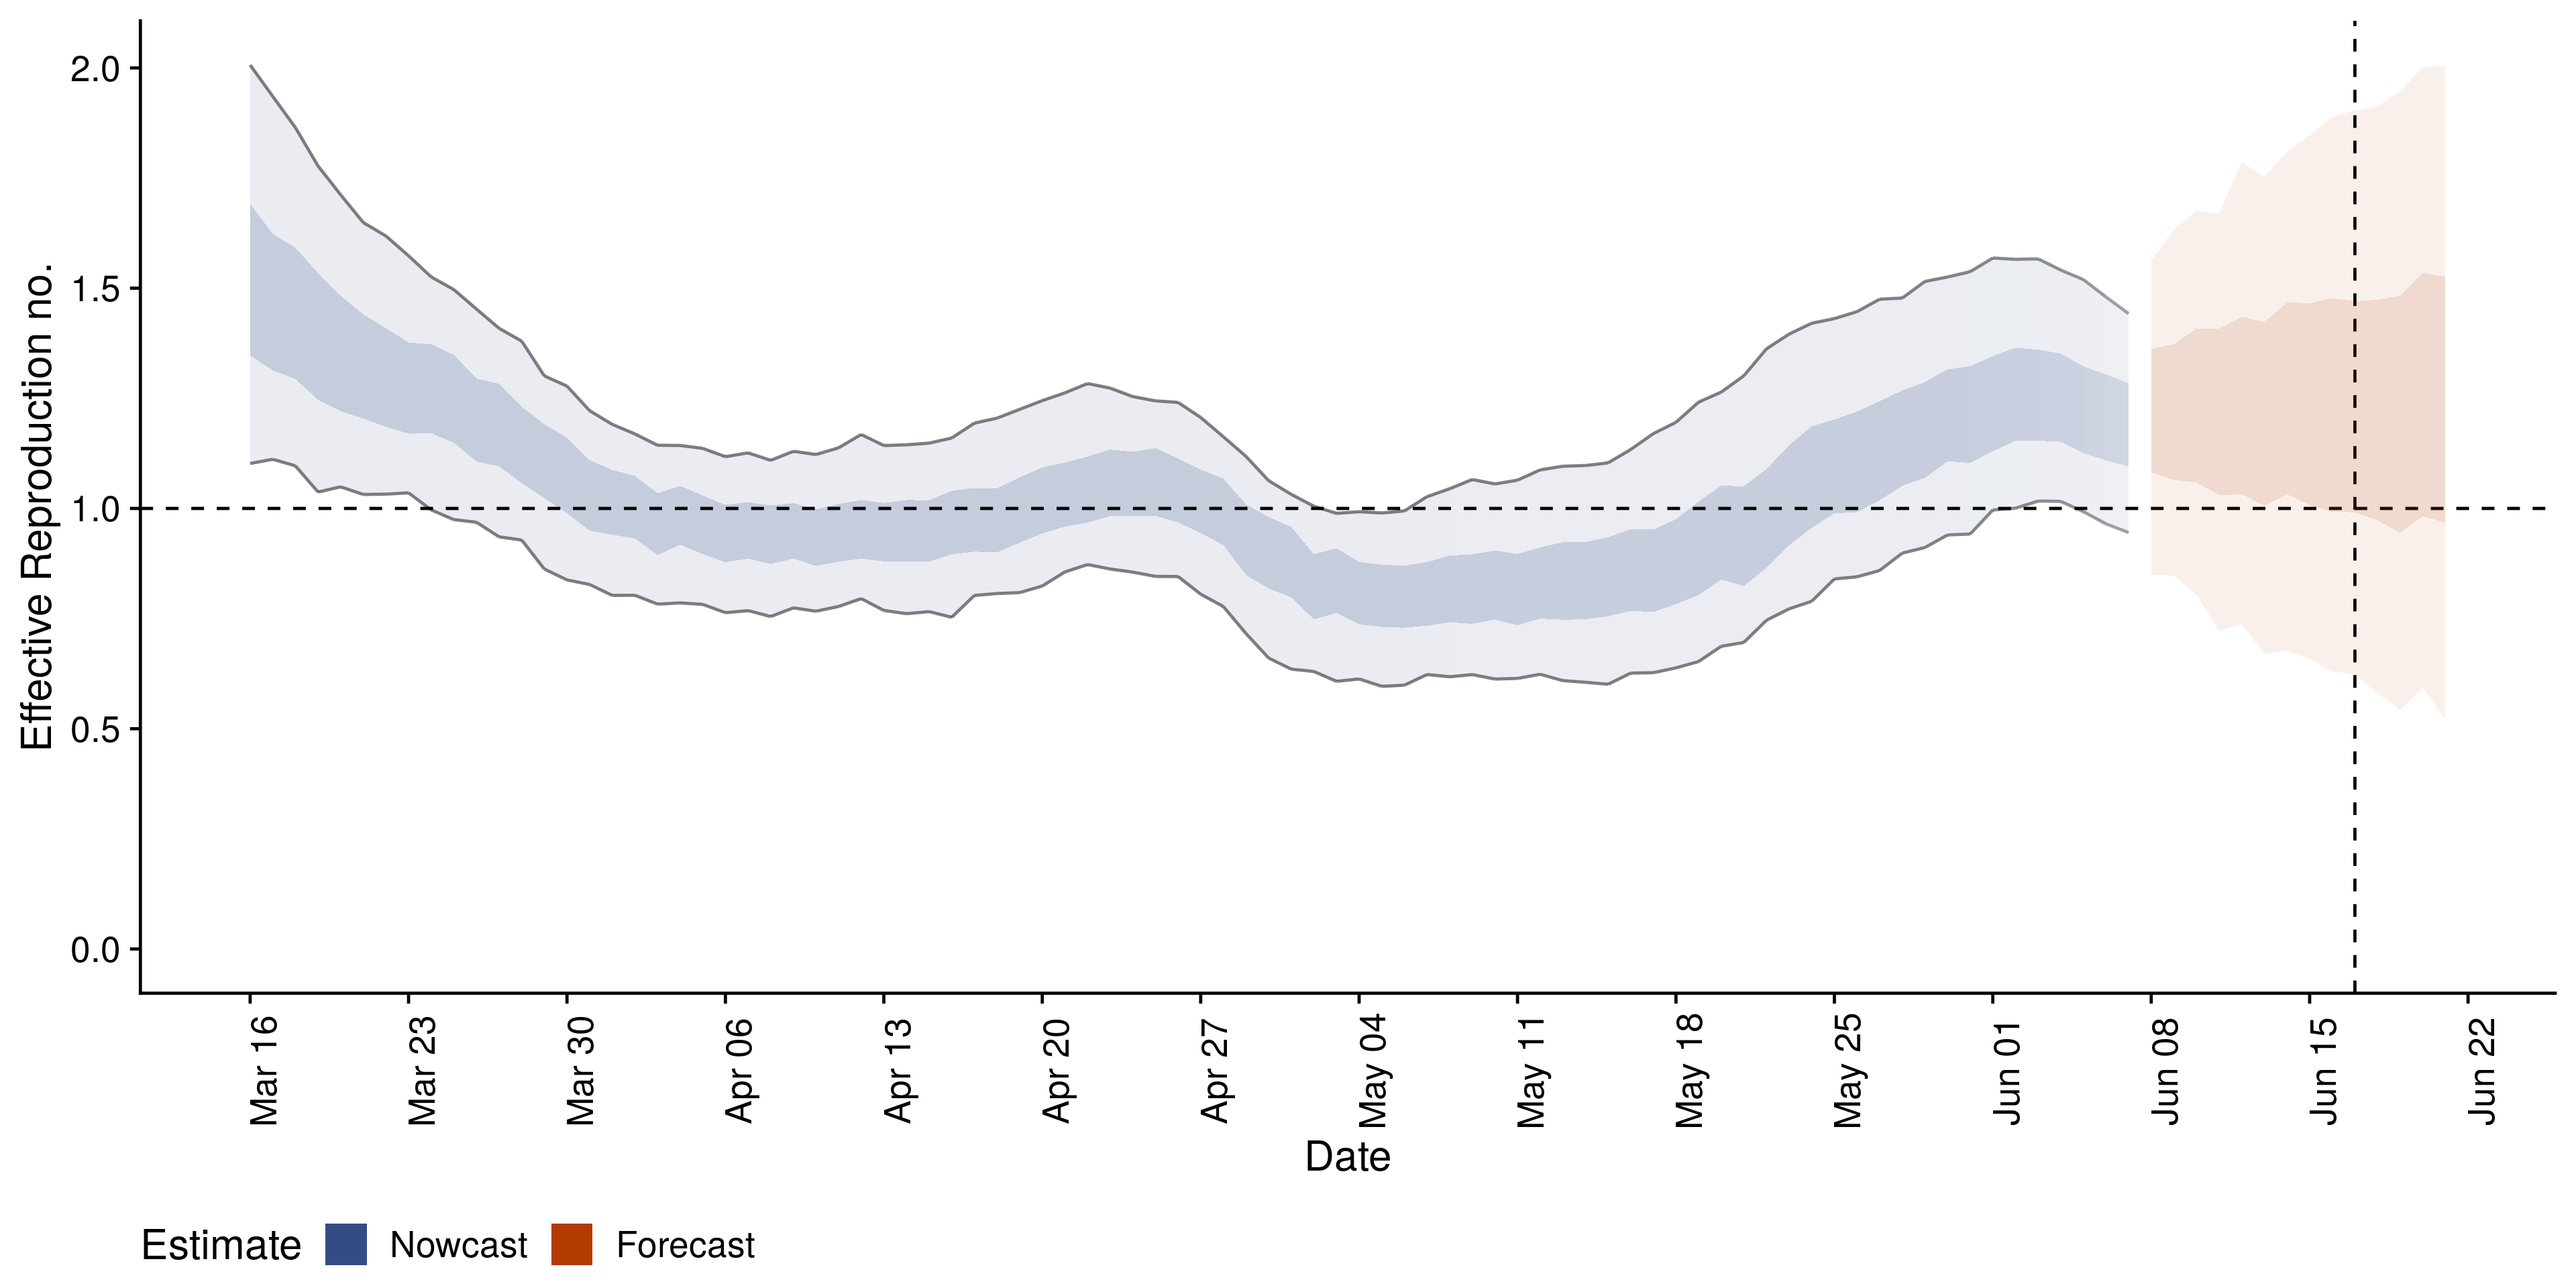 Effective Reproduction no.
2.0
1.5
1.0
0.5
0.0
Mar 16
Mar 23
Mar 30
Apr 06
Apr 13
Apr 20
Apr 27
May 04
May 11
May 18
May 25
Jun 01
Jun 08
Jun 15
Jun 22
Date
Estimate Nowcast Forecast